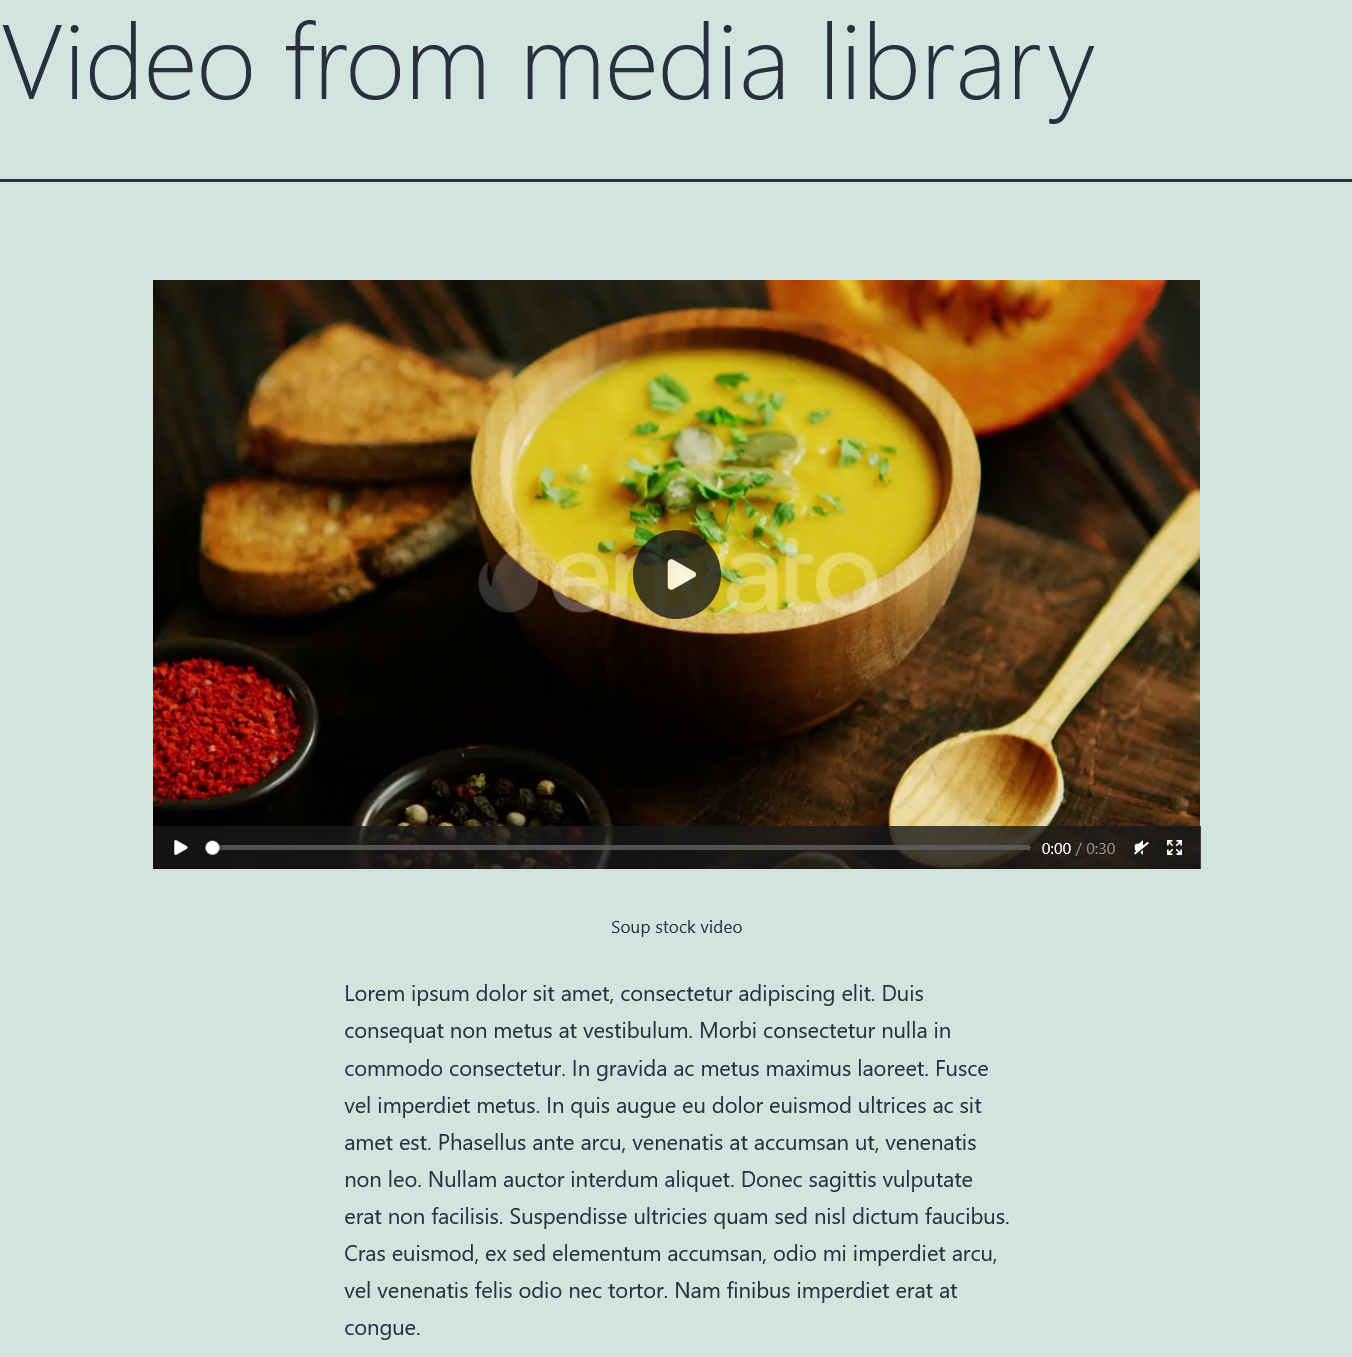 Video from media library
envato
0:00 / 0:30
Soup stock video
Lorem ipsum dolor sit amet, consectetur adipiscing elit. Duis
consequat non metus at vestibulum. Morbi consectetur nulla in
commodo consectetur. In gravida ac metus maximus laoreet. Fusce
vel imperdiet metus. In quis augue eu dolor euismod ultrices ac sit
amet est. Phasellus ante arcu, venenatis at accumsan ut, venenatis
non leo. Nullam auctor interdum aliquet. Donec sagittis vulputate
erat non facilisis. Suspendisse ultricies quam sed nisl dictum faucibus.
Cras euismod, ex sed elementum accumsan, odio mi imperdiet arcu,
vel venenatis felis odio nec tortor. Nam finibus imperdiet erat at
congue.